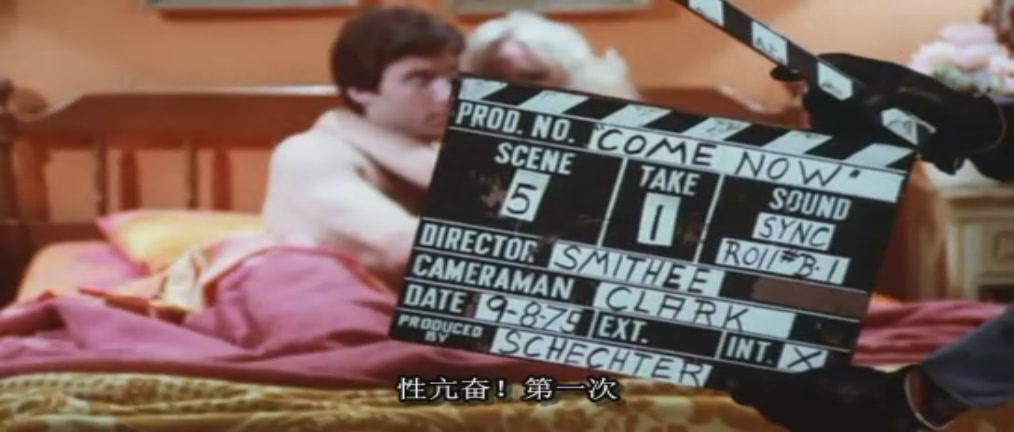 PROD. NO. "COME NOW"
SCENE TAKE SOUND
5 1 SYNC
ROll #B-1
DIRECTOR SMITHEE
CAMERAMAN CLARK
DATE 9-8-75 EXT. INT. X
PRODUCED BY SCHECHTER
性亢奋！第一次